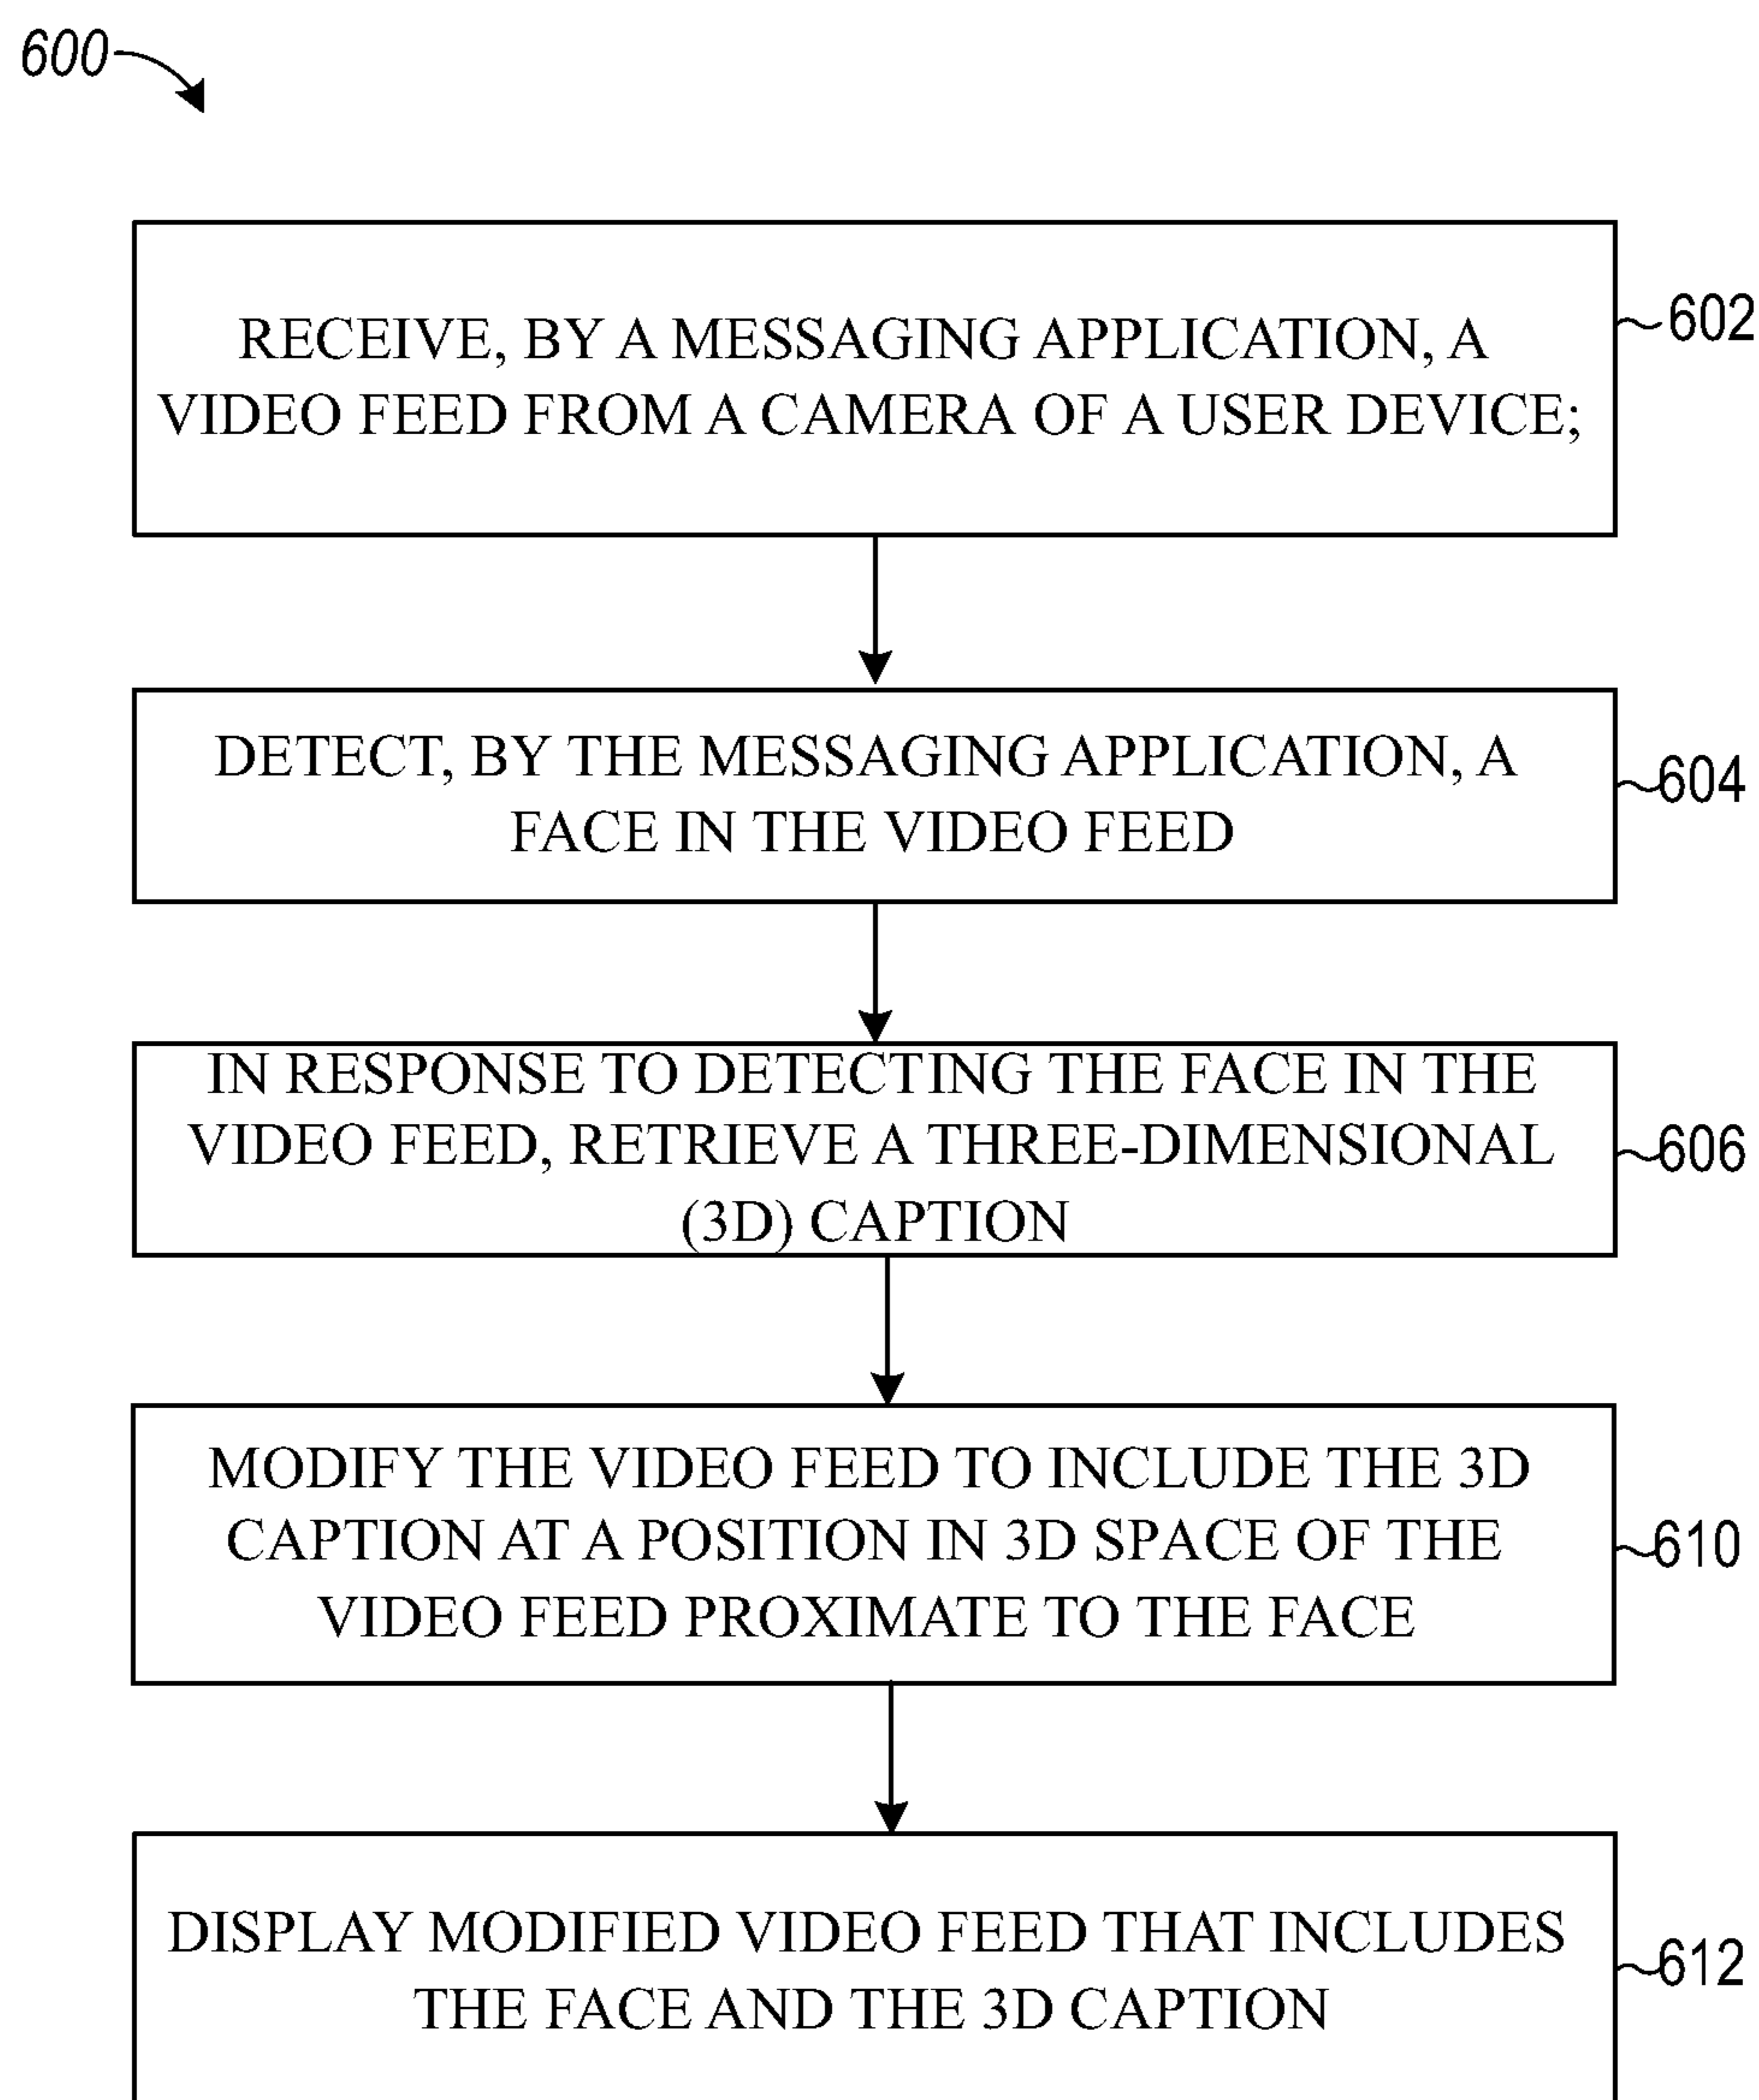 600
RECEIVE, BY A MESSAGING APPLICATION, A
VIDEO FEED FROM A CAMERA OF A USER DEVICE;
602
DETECT, BY THE MESSAGING APPLICATION, A
FACE IN THE VIDEO FEED
604
IN RESPONSE TO DETECTING THE FACE IN THE
VIDEO FEED, RETRIEVE A THREE-DIMENSIONAL
(3D) CAPTION
606
MODIFY THE VIDEO FEED TO INCLUDE THE 3D
CAPTION AT A POSITION IN 3D SPACE OF THE
VIDEO FEED PROXIMATE TO THE FACE
610
DISPLAY MODIFIED VIDEO FEED THAT INCLUDES
THE FACE AND THE 3D CAPTION
612